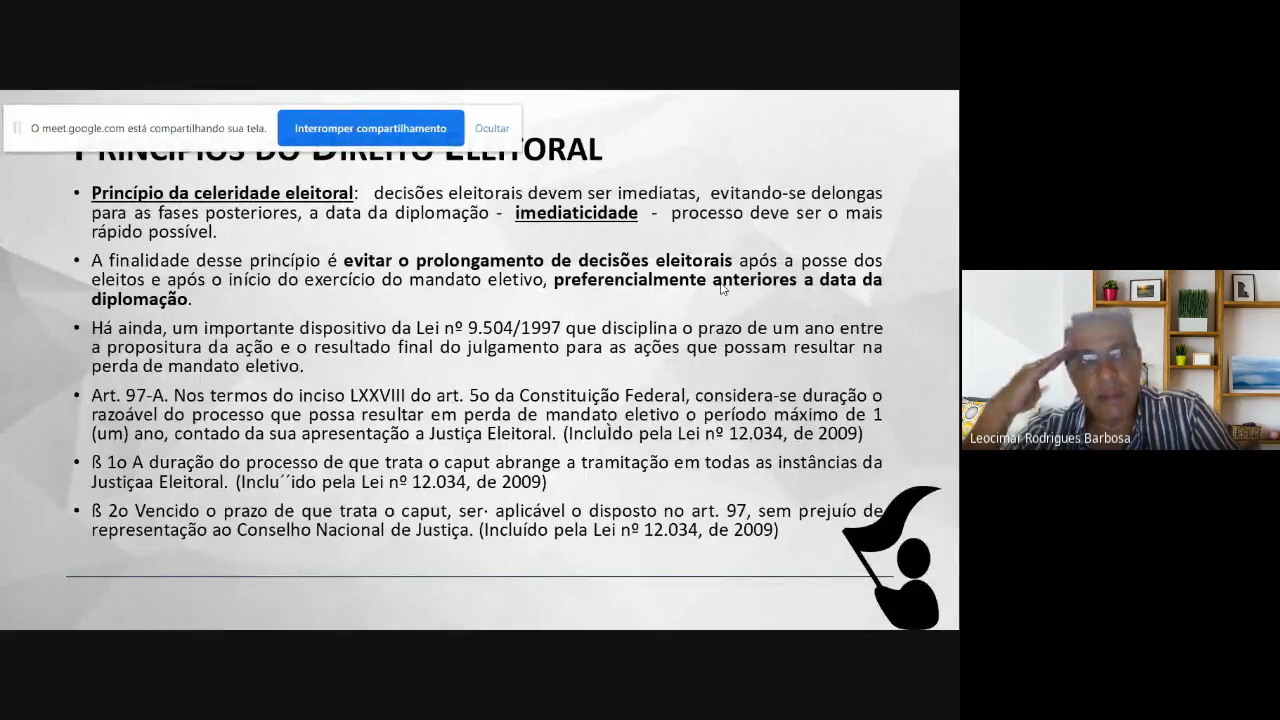 O meet.google.com está compartilhando sua tela. Interromper compartilhamento Ocultar
PRINCÍPIOS DO DIREITO ELEITORAL
• Princípio da celeridade eleitoral: decisões eleitorais devem ser imediatas, evitando-se delongas
para as fases posteriores, a data da diplomação - imediaticidade - processo deve ser o mais
rápido possível.
• A finalidade desse princípio é evitar o prolongamento de decisões eleitorais após a posse dos
eleitos e após o início do exercício do mandato eletivo, preferencialmente anteriores a data da
diplomação.
• Há ainda, um importante dispositivo da Lei nº 9.504/1997 que disciplina o prazo de um ano entre
a propositura da ação e o resultado final do julgamento para as ações que possam resultar na
perda de mandato eletivo.
• Art. 97-A. Nos termos do inciso LXXVIII do art. 5o da Constituição Federal, considera-se duração o
razoável do processo que possa resultar em perda de mandato eletivo o período máximo de 1
(um) ano, contado da sua apresentação a Justiça Eleitoral. (IncluÌdo pela Lei nº 12.034, de 2009)
• ß 1o A duração do processo de que trata o caput abrange a tramitação em todas as instâncias da
Justiçaa Eleitoral. (Inclu´´ido pela Lei nº 12.034, de 2009)
• ß 2o Vencido o prazo de que trata o caput, ser· aplicável o disposto no art. 97, sem prejuío de
representação ao Conselho Nacional de Justiça. (Incluído pela Lei nº 12.034, de 2009)
Leocimar Rodrigues Barbosa